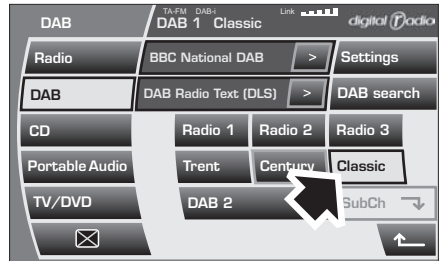 DAB
TA-FM DAB-i
DAB 1 Classic
Link
digital radio
Radio
BBC National DAB >
Settings
DAB
DAB Radio Text (DLS) >
DAB search
CD
Radio 1 Radio 2 Radio 3
Portable Audio
Trent Century Classic
TV/DVD
DAB 2
SubCh